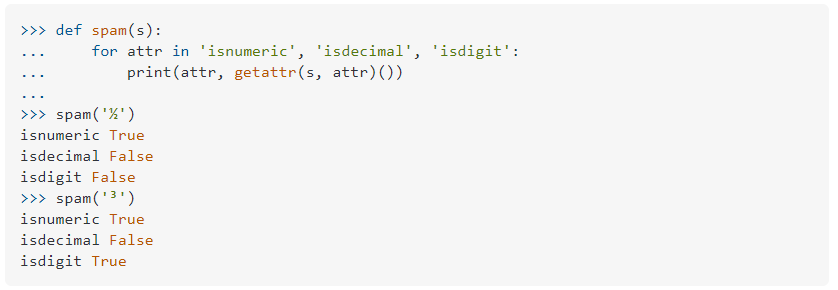 >>> def spam(s):
...     for attr in 'isnumeric', 'isdecimal', 'isdigit':
...         print(attr, getattr(s, attr)())
...
>>> spam('½')
isnumeric True
isdecimal False
isdigit False
>>> spam('³')
isnumeric True
isdecimal False
isdigit True